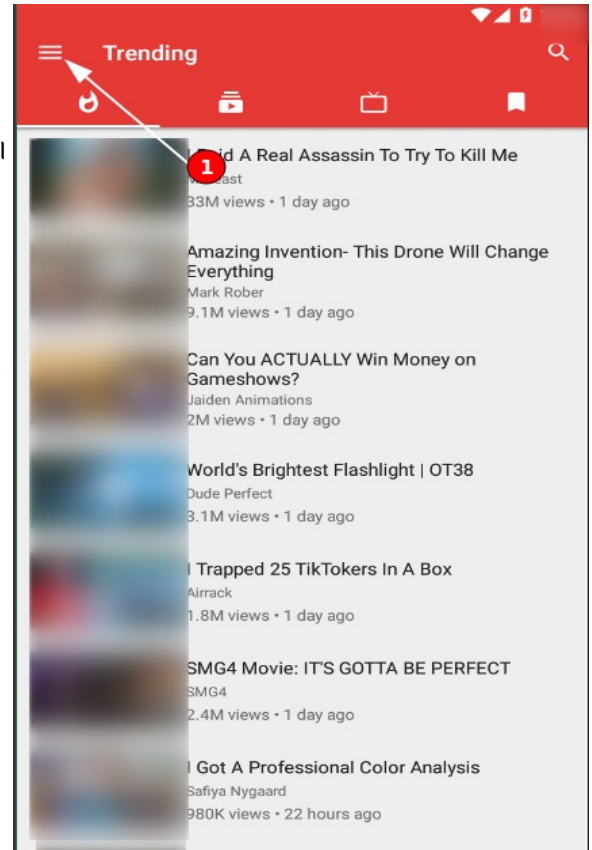 Trending
1
A Real Assassin To Try To Kill Me
33M views • 1 day ago
Amazing Invention- This Drone Will Change
Everything
Mark Rober
9.1M views • 1 day ago
Can You ACTUALLY Win Money on
Gameshows?
Jaiden Animations
2M views • 1 day ago
World's Brightest Flashlight | OT38
Dude Perfect
3.1M views • 1 day ago
I Trapped 25 TikTokers In A Box
Airrack
1.8M views • 1 day ago
SMG4 Movie: IT'S GOTTA BE PERFECT
SMG4
2.4M views • 1 day ago
I Got A Professional Color Analysis
Safiya Nygaard
980K views • 22 hours ago